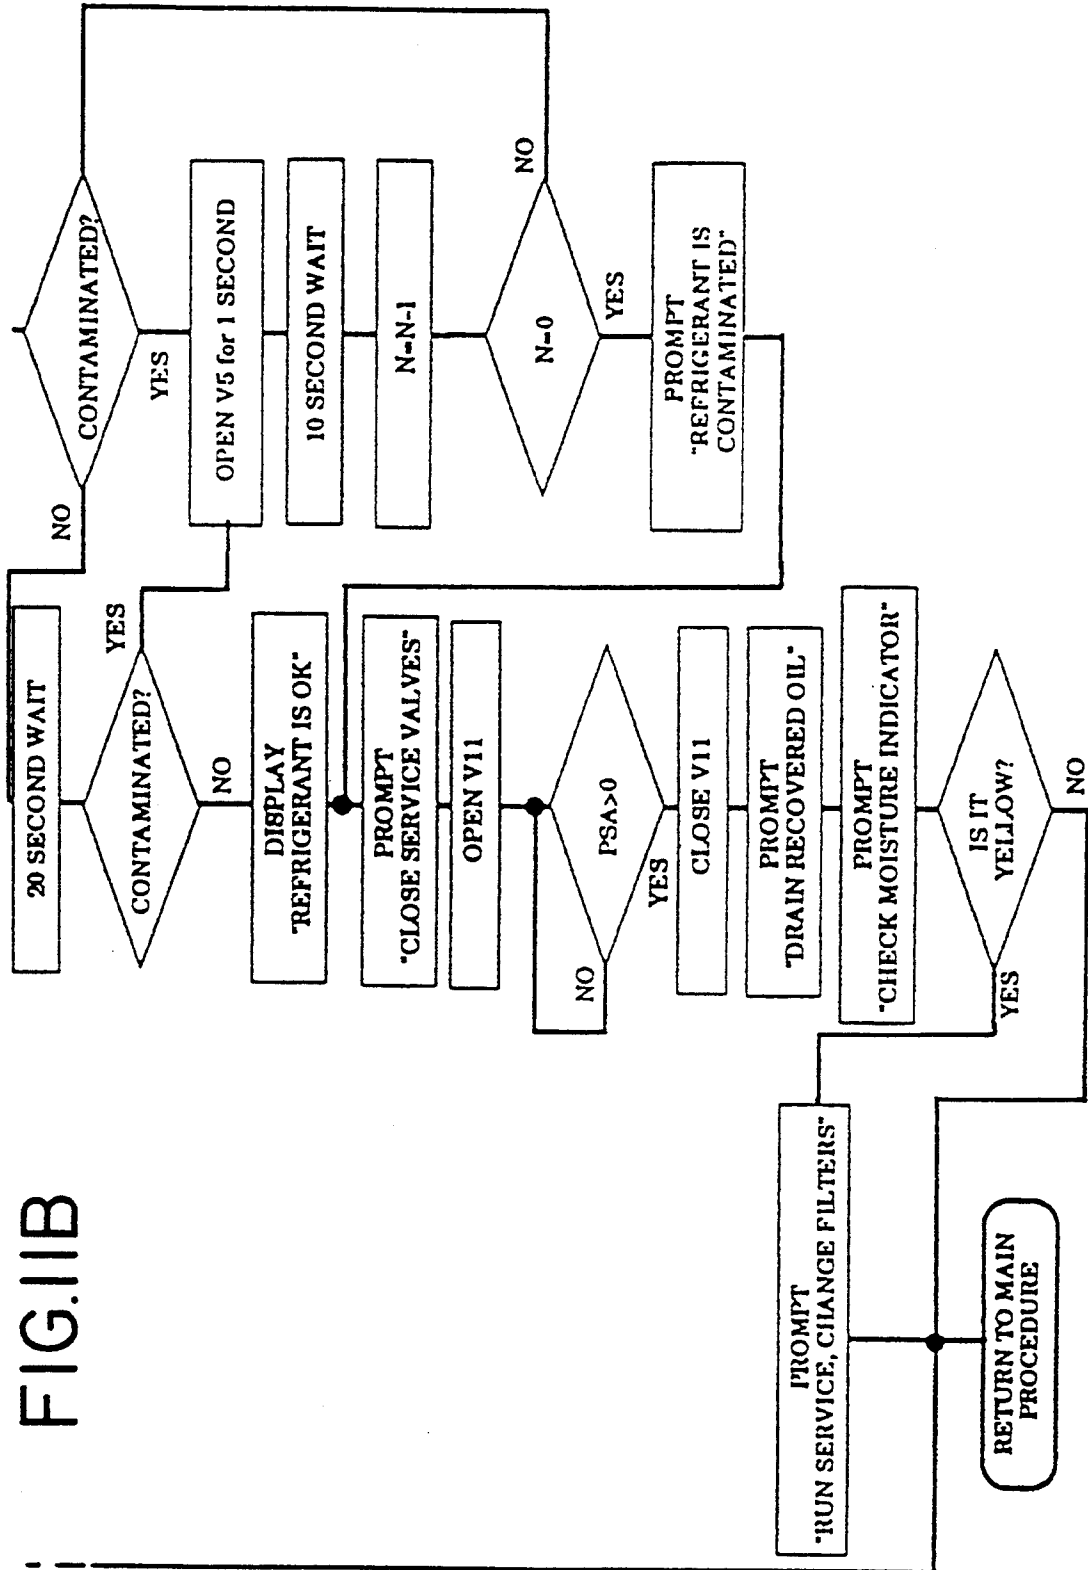 FIG.11B
CONTAMINATED?
NO
YES
OPEN V5 for 1 SECOND
10 SECOND WAIT
N=N-1
N=0
NO
YES
PROMPT
"REFRIGERANT IS
CONTAMINATED"
20 SECOND WAIT
CONTAMINATED?
YES
NO
DISPLAY
"REFRIGERANT IS OK"
PROMPT
"CLOSE SERVICE VALVES"
OPEN V11
PSA>0
NO
YES
CLOSE V11
PROMPT
"DRAIN RECOVERED OIL"
PROMPT
"CHECK MOISTURE INDICATOR"
IS IT
YELLOW?
YES
NO
PROMPT
"RUN SERVICE, CHANGE FILTERS"
RETURN TO MAIN
PROCEDURE